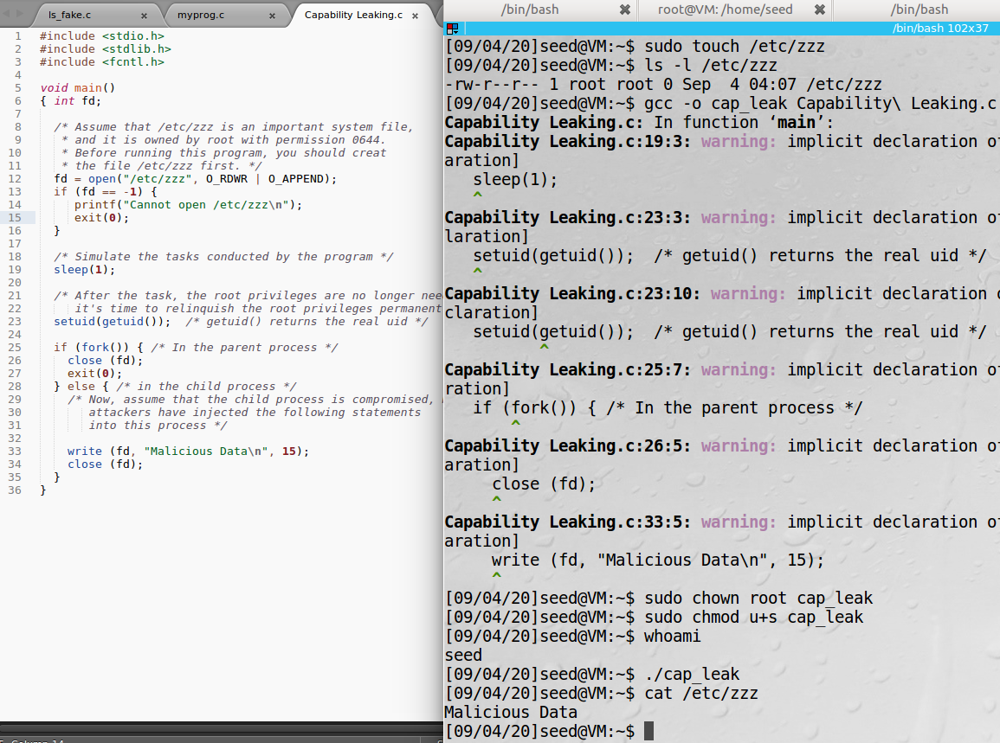 ls_fake.c × myprog.c × Capability Leaking.c ×
1 #include <stdio.h>
2 #include <stdlib.h>
3 #include <fcntl.h>
4
5 void main()
6 { int fd;
7
8 /* Assume that /etc/zzz is an important system file,
9 * and it is owned by root with permission 0644.
10 * Before running this program, you should creat
11 * the file /etc/zzz first. */
12 fd = open("/etc/zzz", O_RDWR | O_APPEND);
13 if (fd == -1) {
14 printf("Cannot open /etc/zzz\n");
15 exit(0);
16 }
17
18 /* Simulate the tasks conducted by the program */
19 sleep(1);
20
21 /* After the task, the root privileges are no longer nee
22 it's time to relinquish the root privileges permanent
23 setuid(getuid()); /* getuid() returns the real uid */
24
25 if (fork()) { /* In the parent process */
26 close (fd);
27 exit(0);
28 } else { /* in the child process */
29 /* Now, assume that the child process is compromised,
30 attackers have injected the following statements
31 into this process */
32
33 write (fd, "Malicious Data\n", 15);
34 close (fd);
35 }
36 }
/bin/bash ✖ root@VM: /home/seed ✖ /bin/bash
/bin/bash 102x37
[09/04/20]seed@VM:~$ sudo touch /etc/zzz
[09/04/20]seed@VM:~$ ls -l /etc/zzz
-rw-r--r-- 1 root root 0 Sep  4 04:07 /etc/zzz
[09/04/20]seed@VM:~$ gcc -o cap_leak Capability\ Leaking.c
Capability Leaking.c: In function ‘main’:
Capability Leaking.c:19:3: warning: implicit declaration of
aration]
sleep(1);
^
Capability Leaking.c:23:3: warning: implicit declaration of
laration]
setuid(getuid());  /* getuid() returns the real uid */
^
Capability Leaking.c:23:10: warning: implicit declaration o
claration]
setuid(getuid());  /* getuid() returns the real uid */
^
Capability Leaking.c:25:7: warning: implicit declaration of
ration]
if (fork()) { /* In the parent process */
^
Capability Leaking.c:26:5: warning: implicit declaration of
aration]
close (fd);
^
Capability Leaking.c:33:5: warning: implicit declaration of
aration]
write (fd, "Malicious Data\n", 15);
^
[09/04/20]seed@VM:~$ sudo chown root cap_leak
[09/04/20]seed@VM:~$ sudo chmod u+s cap_leak
[09/04/20]seed@VM:~$ whoami
seed
[09/04/20]seed@VM:~$ ./cap_leak
[09/04/20]seed@VM:~$ cat /etc/zzz
Malicious Data
[09/04/20]seed@VM:~$